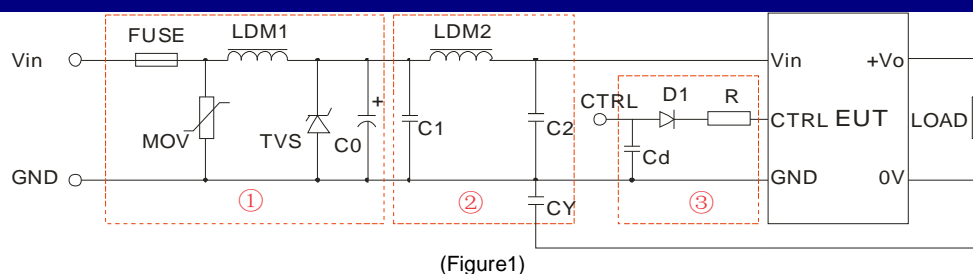 FUSE LDM1 LDM2
Vin Vin +Vo
CTRL D1 R
MOV TVS C0 + C1 C2 Cd CTRL EUT LOAD
GND GND 0V
① ② CY ③
(Figure1)